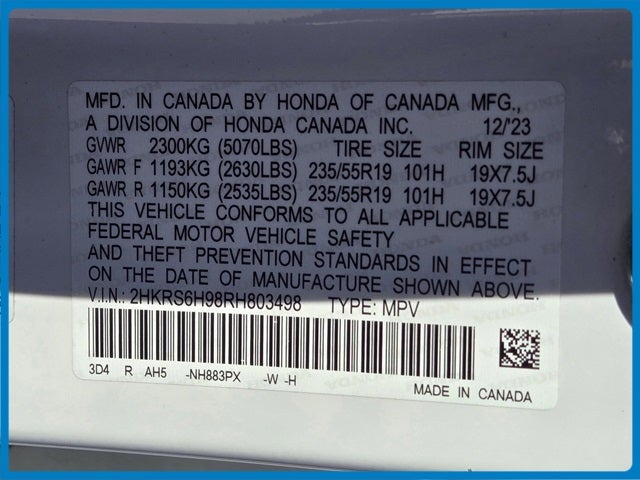 MFD. IN CANADA BY HONDA OF CANADA MFG.,
A DIVISION OF HONDA CANADA INC. 12/'23
GVWR 2300KG (5070LBS) TIRE SIZE RIM SIZE
GAWR F 1193KG (2630LBS) 235/55R19 101H 19X7.5J
GAWR R 1150KG (2535LBS) 235/55R19 101H 19X7.5J
THIS VEHICLE CONFORMS TO ALL APPLICABLE
FEDERAL MOTOR VEHICLE SAFETY
AND THEFT PREVENTION STANDARDS IN EFFECT
ON THE DATE OF MANUFACTURE SHOWN ABOVE.
V.I.N.: 2HKRS6H98RH803498 TYPE: MPV
3D4 R AH5 -NH883PX -W -H
MADE IN CANADA